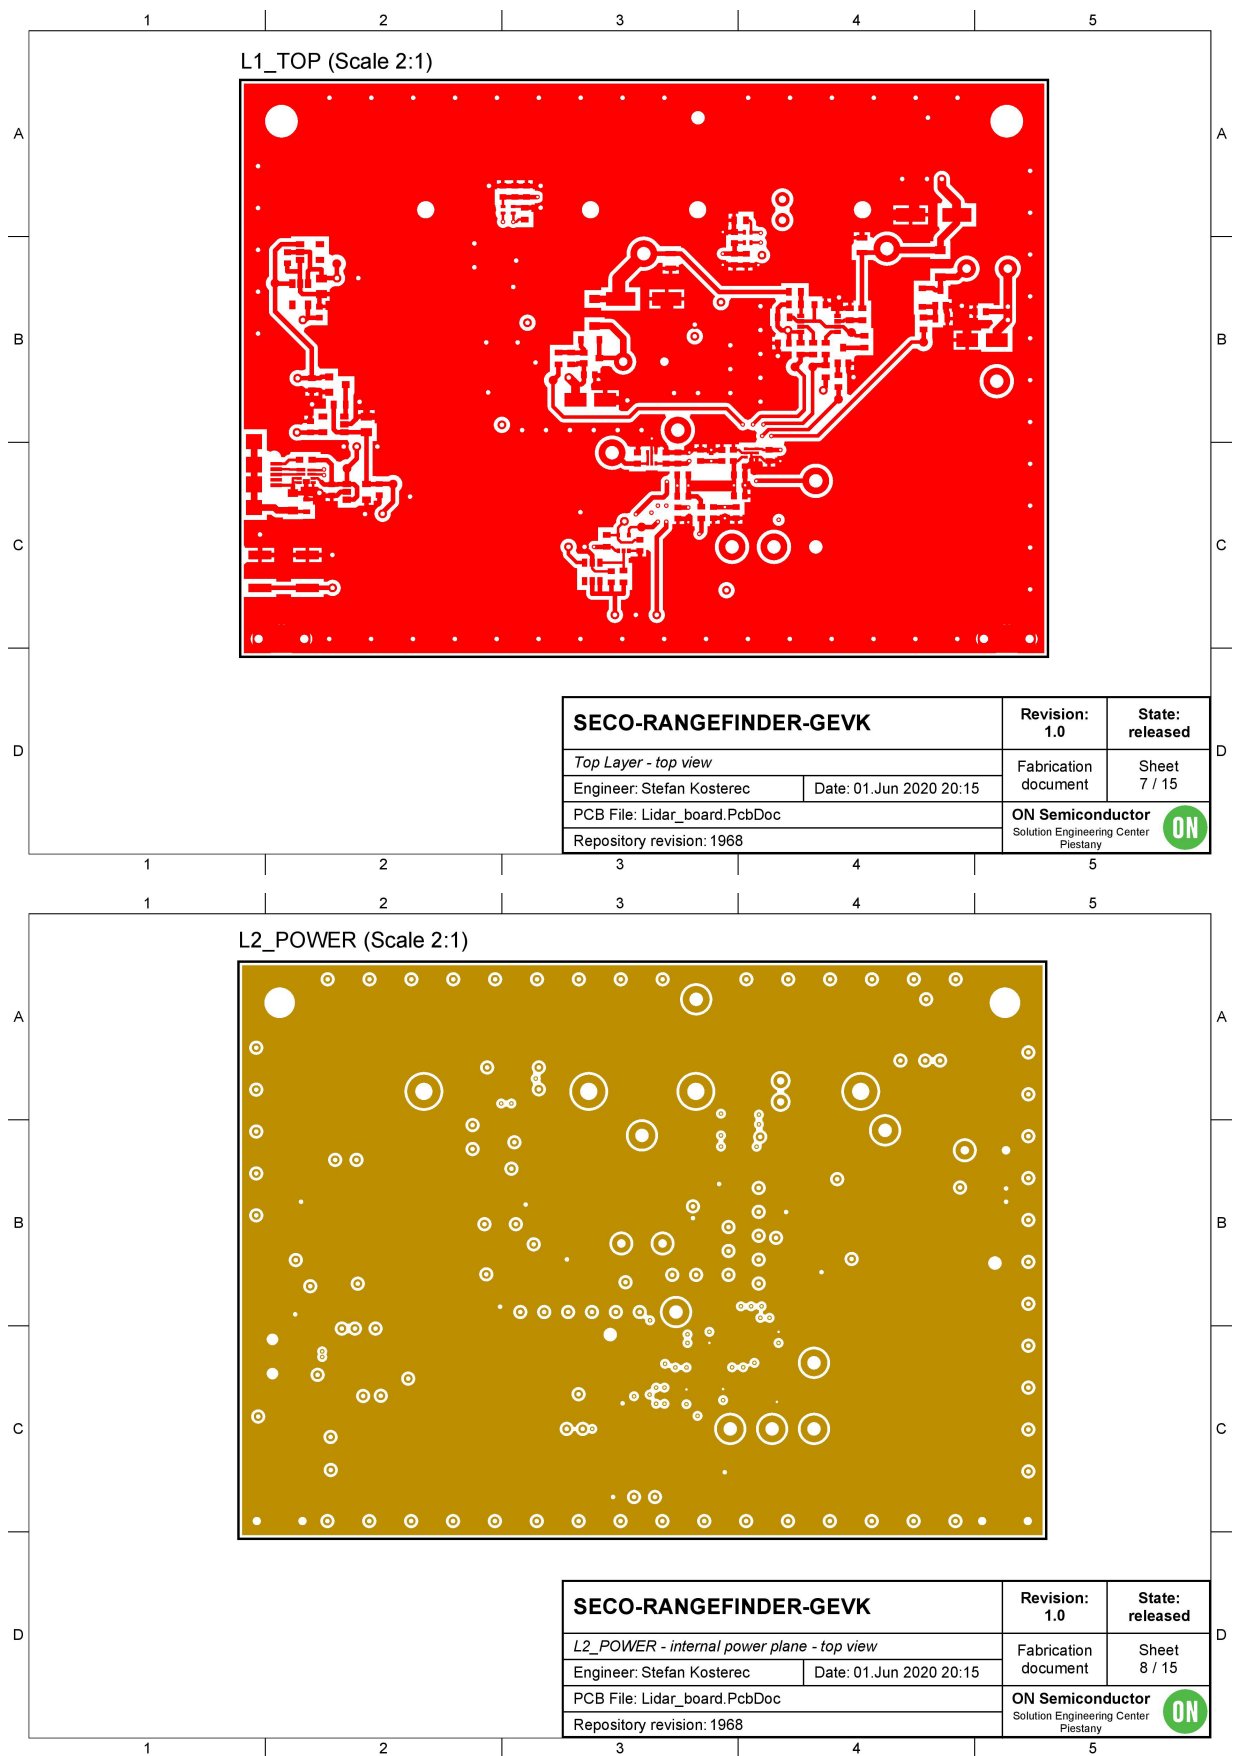 1 2 3 4 5
L1_TOP (Scale 2:1)
A A
B B
C C
D D
SECO-RANGEFINDER-GEVK
Revision:
1.0
State:
released
Top Layer - top view
Fabrication
document
Sheet
7 / 15
Engineer: Stefan Kosterec
Date: 01.Jun 2020 20:15
PCB File: Lidar_board.PcbDoc
Repository revision: 1968
ON Semiconductor
Solution Engineering Center
Piestany
ON
1 2 3 4 5
1 2 3 4 5
L2_POWER (Scale 2:1)
A A
B B
C C
D D
SECO-RANGEFINDER-GEVK
Revision:
1.0
State:
released
L2_POWER - internal power plane - top view
Fabrication
document
Sheet
8 / 15
Engineer: Stefan Kosterec
Date: 01.Jun 2020 20:15
PCB File: Lidar_board.PcbDoc
Repository revision: 1968
ON Semiconductor
Solution Engineering Center
Piestany
ON
1 2 3 4 5